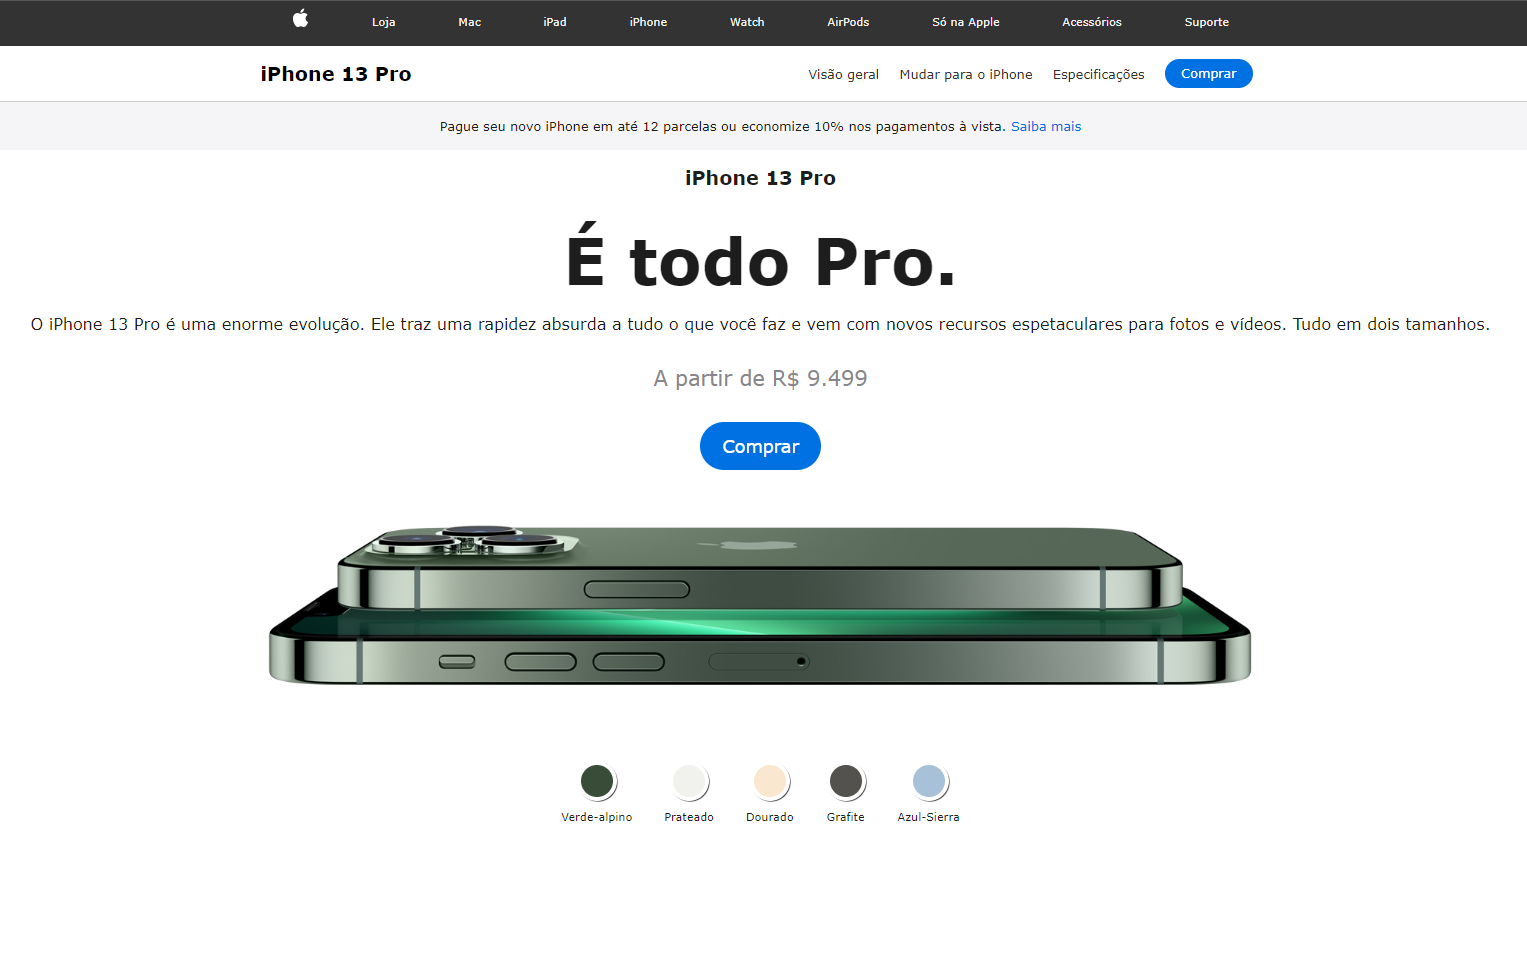 Loja Mac iPad iPhone Watch AirPods Só na Apple Acessórios Suporte
iPhone 13 Pro Visão geral Mudar para o iPhone Especificações Comprar
Pague seu novo iPhone em até 12 parcelas ou economize 10% nos pagamentos à vista. Saiba mais
iPhone 13 Pro
É todo Pro.
O iPhone 13 Pro é uma enorme evolução. Ele traz uma rapidez absurda a tudo o que você faz e vem com novos recursos espetaculares para fotos e vídeos. Tudo em dois tamanhos.
A partir de R$ 9.499
Comprar
Verde-alpino Prateado Dourado Grafite Azul-Sierra